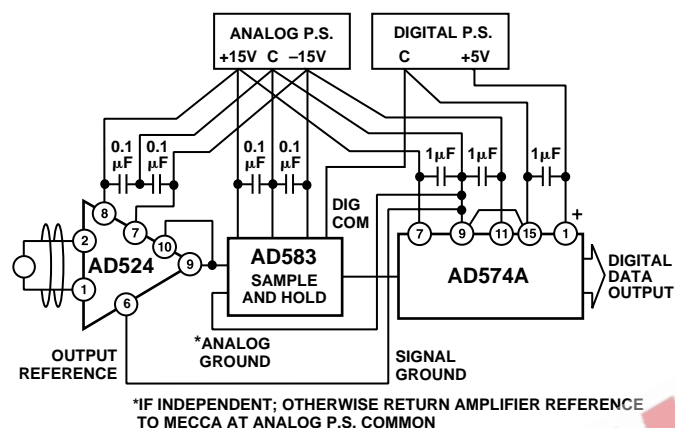 ANALOG P.S.
+15V C –15V
DIGITAL P.S.
C +5V
0.1
µF
0.1
µF
0.1
µF
0.1
µF
1µF
1µF
1µF
DIG
COM
+
8
7
10
9
2
1
6
AD524
AD583
SAMPLE
AND HOLD
7
9
11
15
1
AD574A
DIGITAL
DATA
OUTPUT
OUTPUT
REFERENCE
*ANALOG
GROUND
SIGNAL
GROUND
*IF INDEPENDENT; OTHERWISE RETURN AMPLIFIER REFERENCE
TO MECCA AT ANALOG P.S. COMMON